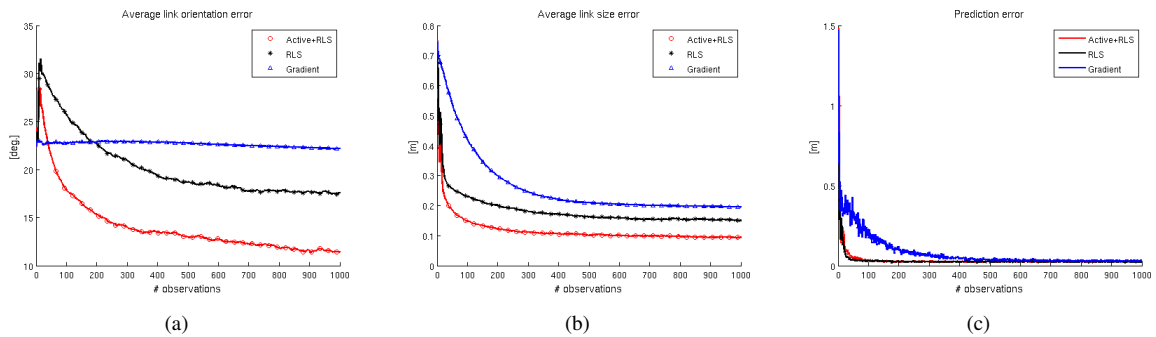 Average link orientation error
35
30
25
20
15
10
[deg.]
0 100 200 300 400 500 600 700 800 900 1000
# observations
Active+RLS
RLS
Gradient
(a)
Average link size error
0.8
0.7
0.6
0.5
0.4
0.3
0.2
0.1
0
[m]
0 100 200 300 400 500 600 700 800 900 1000
# observations
Active+RLS
RLS
Gradient
(b)
Prediction error
1.5
1
0.5
0
[m]
0 100 200 300 400 500 600 700 800 900 1000
# observations
Active+RLS
RLS
Gradient
(c)